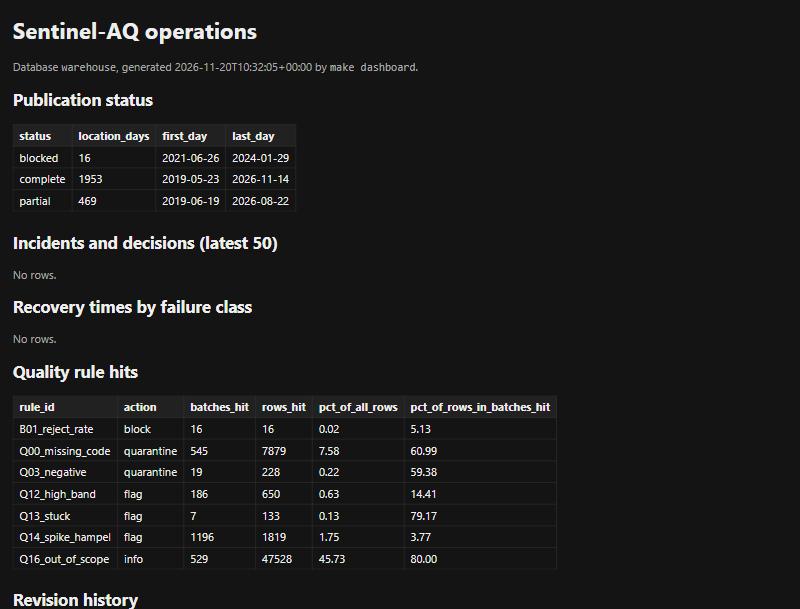 Sentinel-AQ operations
Database warehouse, generated 2026-11-20T10:32:05+00:00 by make dashboard.
Publication status
status location_days first_day last_day
blocked 16 2021-06-26 2024-01-29
complete 1953 2019-05-23 2026-11-14
partial 469 2019-06-19 2026-08-22
Incidents and decisions (latest 50)
No rows.
Recovery times by failure class
No rows.
Quality rule hits
rule_id action batches_hit rows_hit pct_of_all_rows pct_of_rows_in_batches_hit
B01_reject_rate block 16 16 0.02 5.13
Q00_missing_code quarantine 545 7879 7.58 60.99
Q03_negative quarantine 19 228 0.22 59.38
Q12_high_band flag 186 650 0.63 14.41
Q13_stuck flag 7 133 0.13 79.17
Q14_spike_hampel flag 1196 1819 1.75 3.77
Q16_out_of_scope info 529 47528 45.73 80.00
Revision history